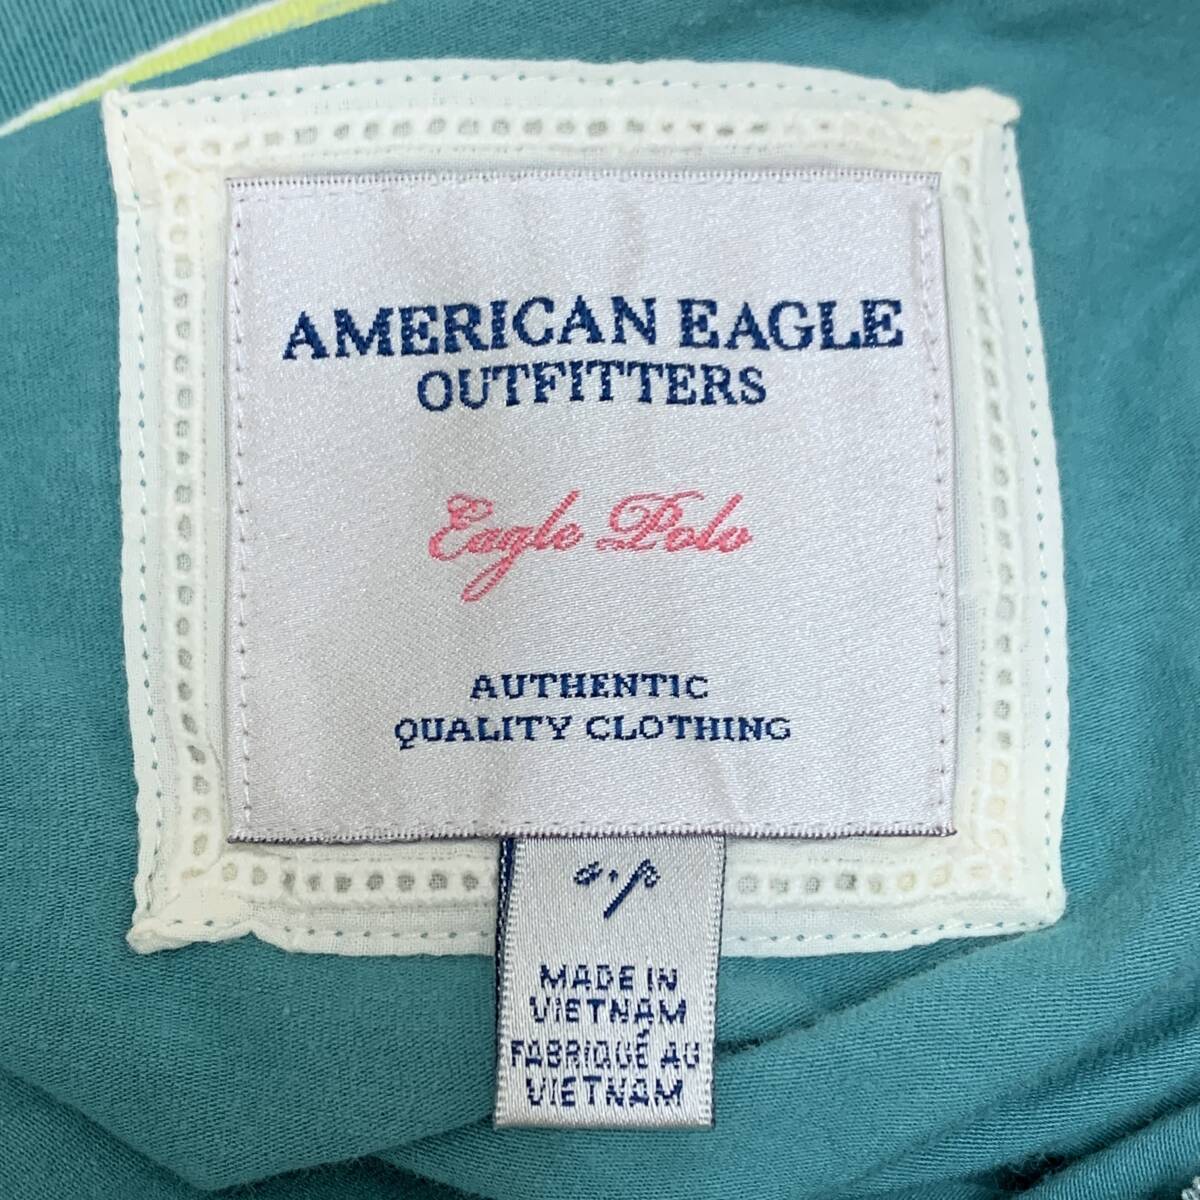 AMERICAN EAGLE
OUTFITTERS
Eagle Polo
AUTHENTIC
QUALITY CLOTHING
s/p
MADE IN
VIETNAM
FABRIQUÉ AU
VIETNAM